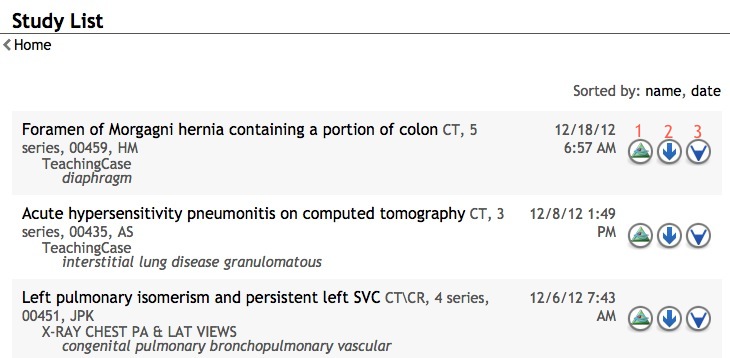 Study List
Home
Sorted by: name, date
Foramen of Morgagni hernia containing a portion of colon CT, 5
series, 00459, HM
TeachingCase
diaphragm
12/18/12
6:57 AM
1 2 3
Acute hypersensitivity pneumonitis on computed tomography CT, 3
series, 00435, AS
TeachingCase
interstitial lung disease granulomatous
12/8/12 1:49
PM
Left pulmonary isomerism and persistent left SVC CT\CR, 4 series,
00451, JPK
X-RAY CHEST PA & LAT VIEWS
congenital pulmonary bronchopulmonary vascular
12/6/12 7:43
AM